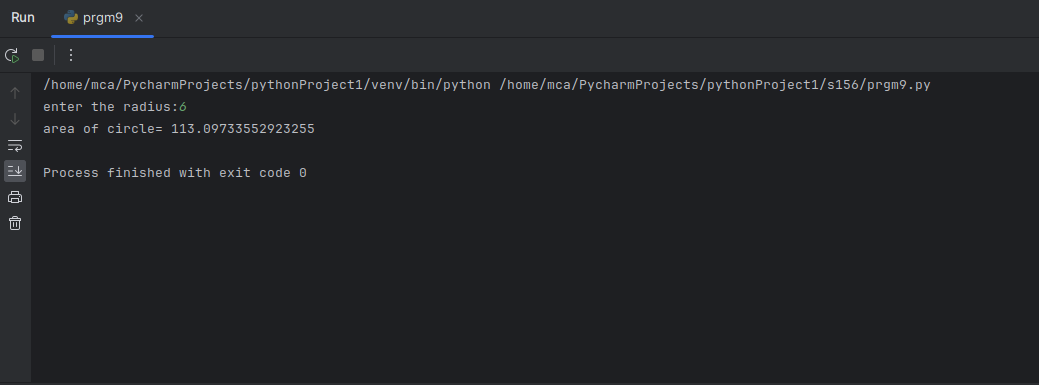 Run prgm9
/home/mca/PycharmProjects/pythonProject1/venv/bin/python /home/mca/PycharmProjects/pythonProject1/s156/prgm9.py
enter the radius:6
area of circle= 113.09733552923255
Process finished with exit code 0